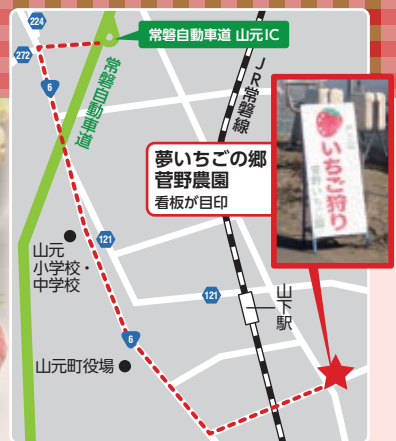 224
272
常磐自動車道 山元IC
6
常磐自動車道
JR常磐線
夢いちごの郷
菅野農園
看板が目印
いちご狩り
山元
小学校・
中学校
121
121
山下駅
6
山元町役場